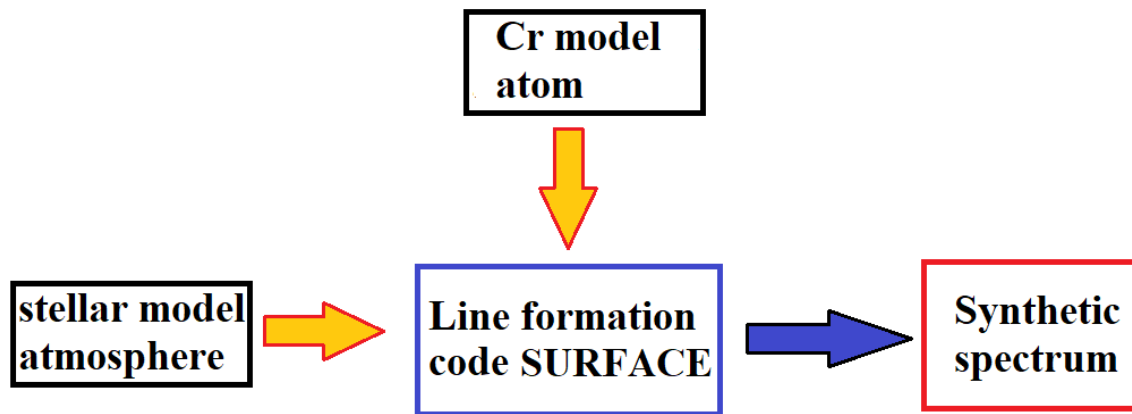 Cr model
atom
stellar model
atmosphere
Line formation
code SURFACE
Synthetic
spectrum